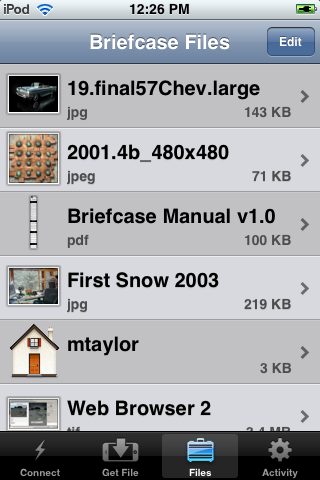 iPod 12:26 PM
Briefcase Files Edit
19.final57Chev.large
jpg 143 KB
2001.4b_480x480
jpeg 71 KB
Briefcase Manual v1.0
pdf 100 KB
First Snow 2003
jpg 219 KB
mtaylor
3 KB
Web Browser 2
Connect Get File Files Activity